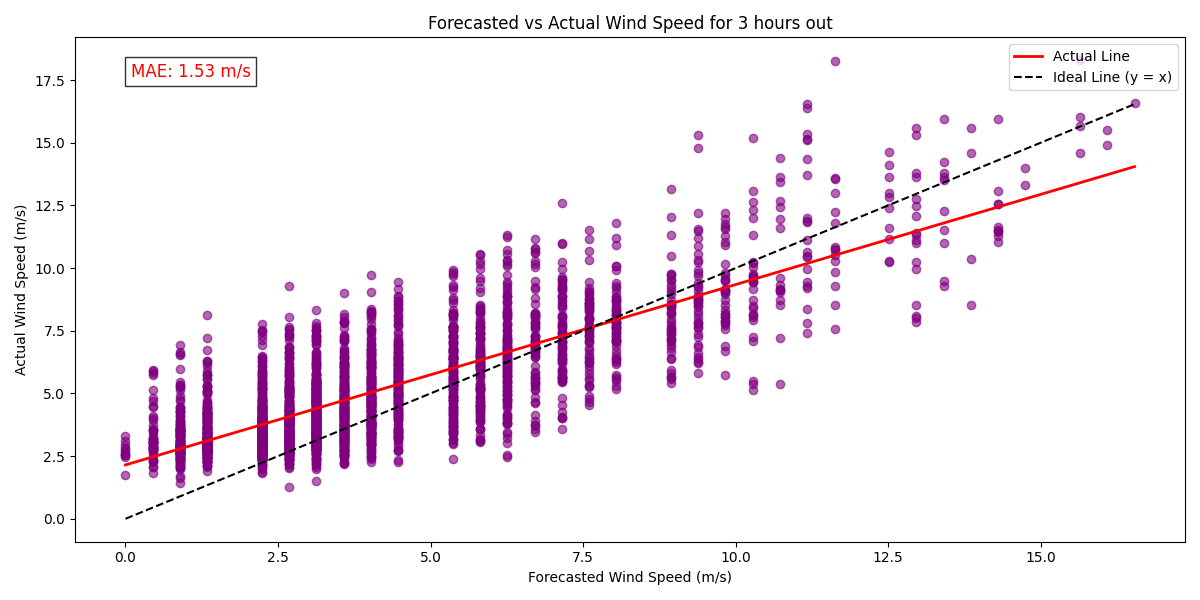 Forecasted vs Actual Wind Speed for 3 hours out
MAE: 1.53 m/s
Actual Line
Ideal Line (y = x)
Actual Wind Speed (m/s)
17.5
15.0
12.5
10.0
7.5
5.0
2.5
0.0
0.0 2.5 5.0 7.5 10.0 12.5 15.0
Forecasted Wind Speed (m/s)